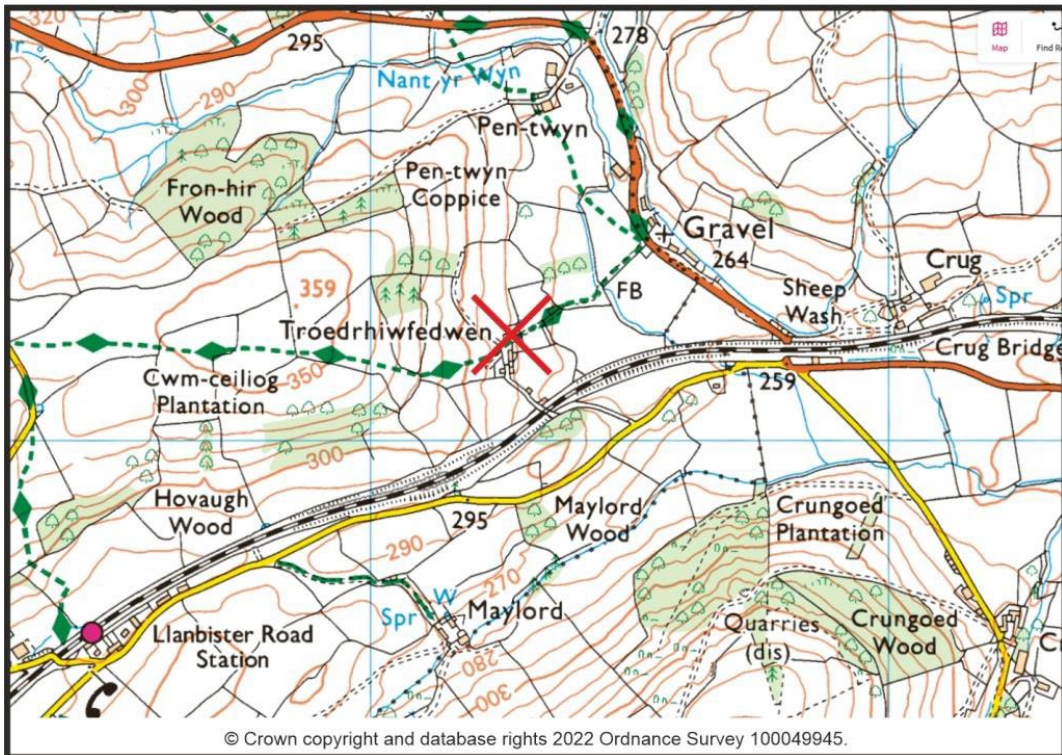 320
295
278
Map
Find Re
300
290
Nant yr Wyn
Pen-twyn
Fron-hir
Wood
Pen-twyn
Coppice
Gravel
264
Crug
Sheep
Wash
Spr
359
FB
Troedrhiwfedwen
Crug Bridge
350
Cwm-ceiliog
Plantation
259
300
Hovaugh
Wood
295
Maylord
Wood
Crungoed
Plantation
290
270
W
Spr
Maylord
Llanbister Road
Station
Quarries
(dis)
Crungoed
Wood
280
300
© Crown copyright and database rights 2022 Ordnance Survey 100049945.